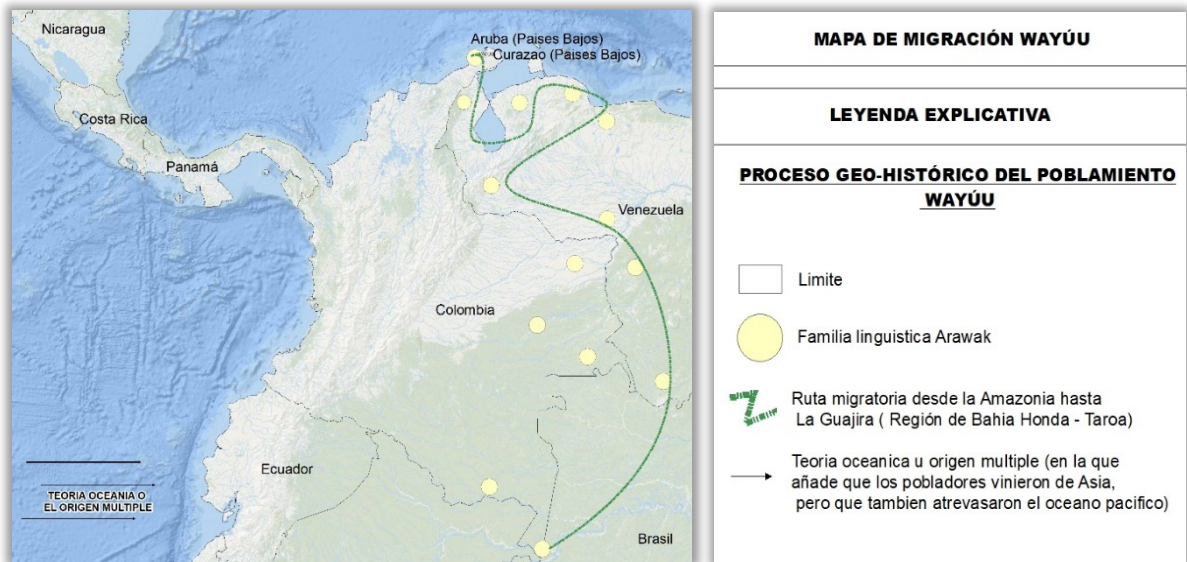 Nicaragua
Aruba (Paises Bajos)
Curazao (Paises Bajos)
Costa Rica
Panamá
Venezuela
Colombia
Ecuador
TEORIA OCEANIA O
EL ORIGEN MÚLTIPLE
Brasil
MAPA DE MIGRACIÓN WAYÚU
LEYENDA EXPLICATIVA
PROCESO GEO-HISTÓRICO DEL POBLAMIENTO
WAYÚU
Limite
Familia linguistica Arawak
Ruta migratoria desde la Amazonia hasta
La Guajira ( Región de Bahia Honda - Taroa)
Teoria oceanica u origen multiple (en la que
añade que los pobladores vinieron de Asia,
pero que tambien atrevasaron el oceano pacifico)